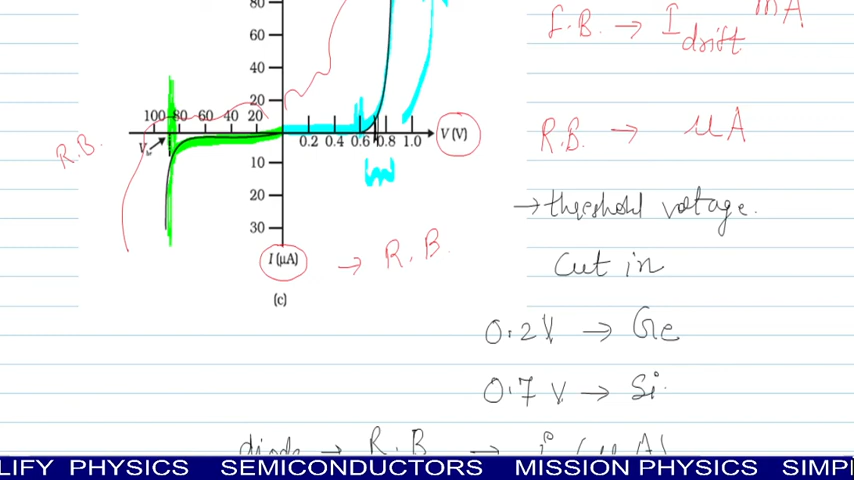 80
60
40
20
100 80 60 40 20
0.2 0.4 0.6 0.8 1.0
V (V)
10
20
30
I (μA)
(c)
R.B.
→ R.B.
F.B. → I drift mA
R.B. → μA
→ threshold voltage.
Cut in
0.2V → Ge
0.7 V → Si
diode → R.B →
LIFY PHYSICS SEMICONDUCTORS MISSION PHYSICS SIMP